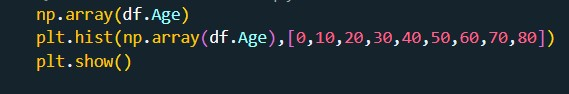 np.array(df.Age)
plt.hist(np.array(df.Age),[0,10,20,30,40,50,60,70,80])
plt.show()